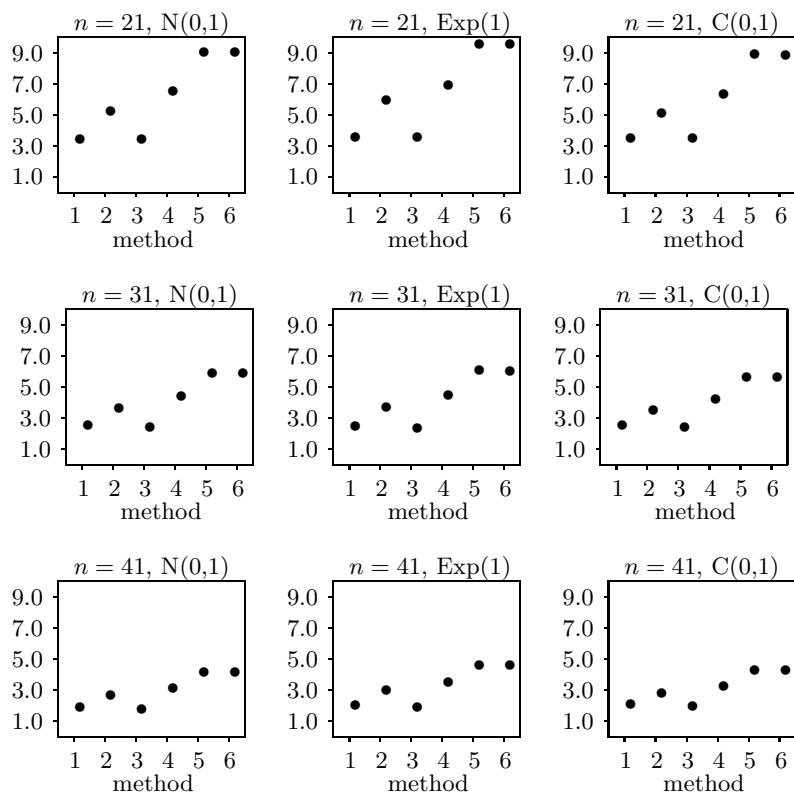 n = 21, N(0,1)
9.0
7.0
5.0
3.0
1.0
1 2 3 4 5 6
method
n = 21, Exp(1)
9.0
7.0
5.0
3.0
1.0
1 2 3 4 5 6
method
n = 21, C(0,1)
9.0
7.0
5.0
3.0
1.0
1 2 3 4 5 6
method
n = 31, N(0,1)
9.0
7.0
5.0
3.0
1.0
1 2 3 4 5 6
method
n = 31, Exp(1)
9.0
7.0
5.0
3.0
1.0
1 2 3 4 5 6
method
n = 31, C(0,1)
9.0
7.0
5.0
3.0
1.0
1 2 3 4 5 6
method
n = 41, N(0,1)
9.0
7.0
5.0
3.0
1.0
1 2 3 4 5 6
method
n = 41, Exp(1)
9.0
7.0
5.0
3.0
1.0
1 2 3 4 5 6
method
n = 41, C(0,1)
9.0
7.0
5.0
3.0
1.0
1 2 3 4 5 6
method